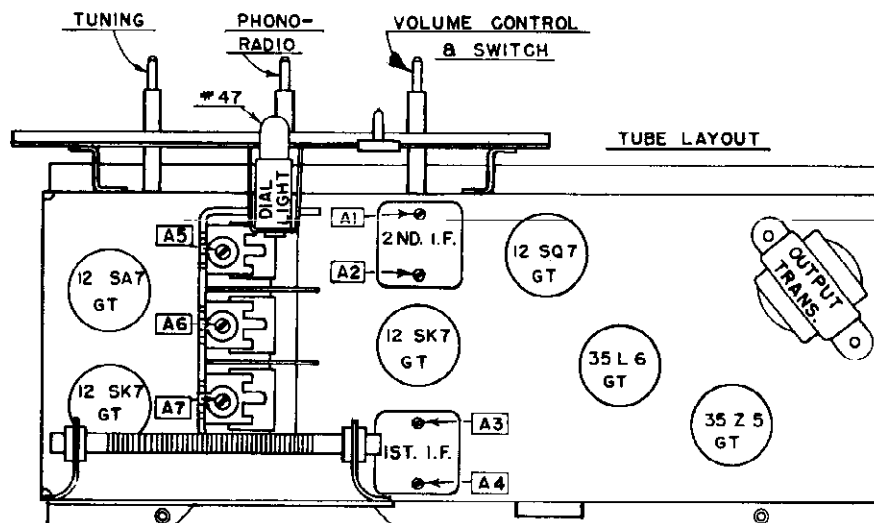 TUNING
PHONO-
RADIO
VOLUME CONTROL
& SWITCH
#47
TUBE LAYOUT
DIAL
LIGHT
A1
2ND. I.F.
A2
A5
12 SA7
GT
12 SQ7
GT
OUTPUT
TRANS.
A6
12 SK7
GT
35 L 6
GT
A7
12 SK7
GT
A3
1ST. I.F.
A4
35 Z 5
GT